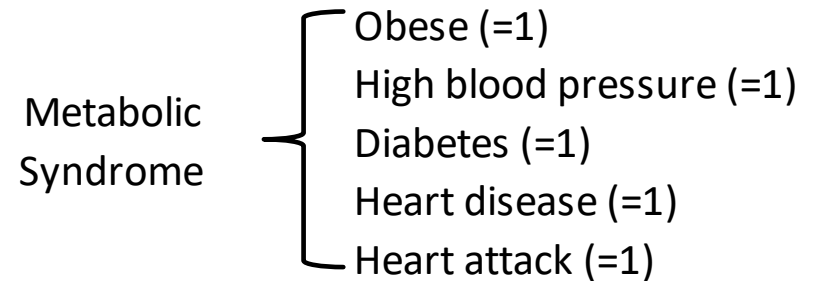 Metabolic
Syndrome
Obese (=1)
High blood pressure (=1)
Diabetes (=1)
Heart disease (=1)
Heart attack (=1)